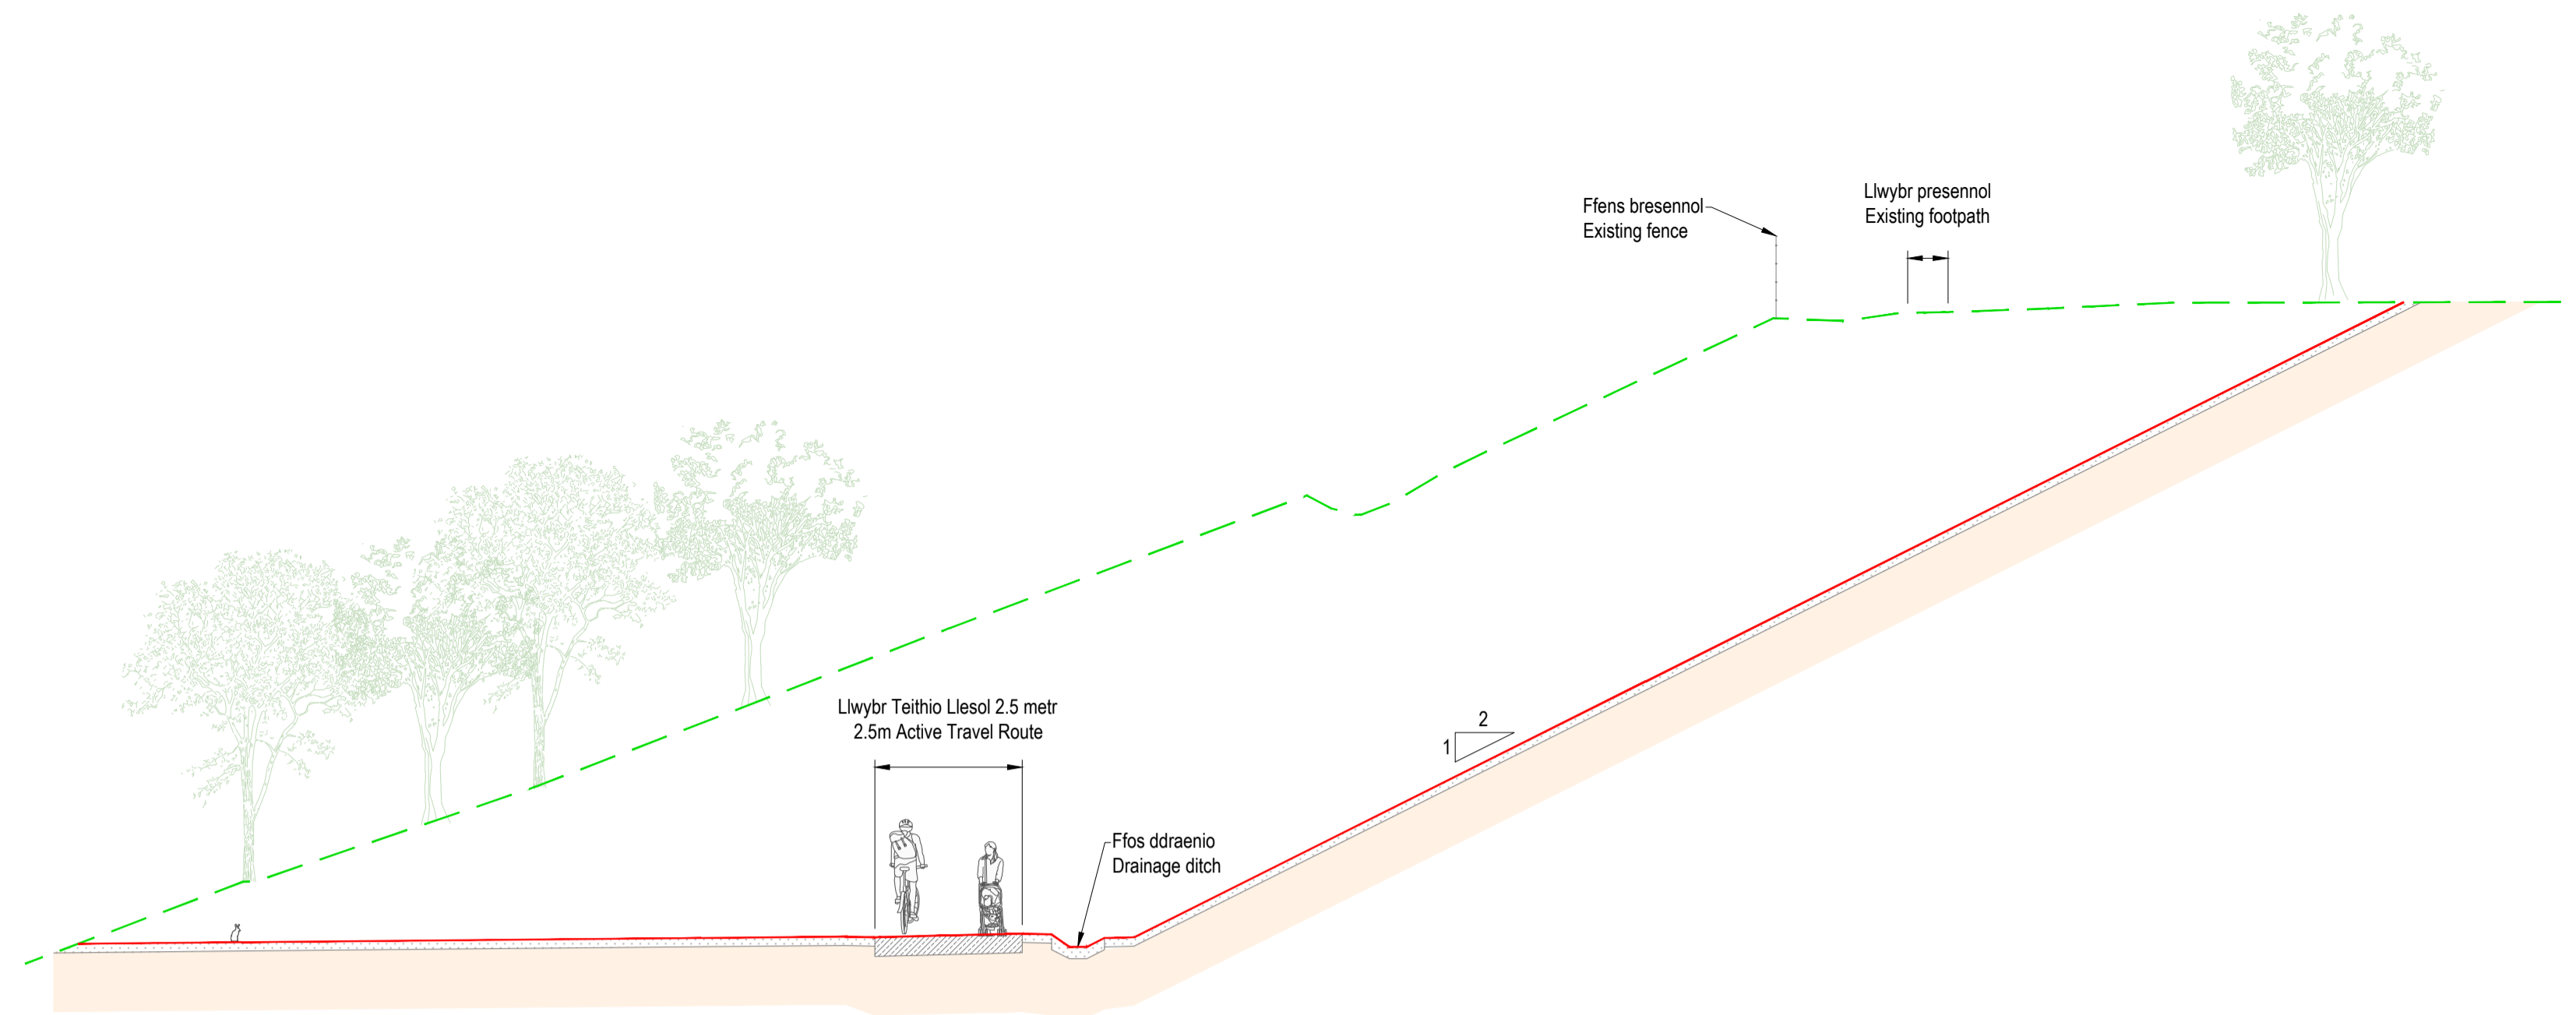 Llwybr presennol
Existing footpath
Ffens bresennol
Existing fence
Llwybr Teithio Llesol 2.5 metr
2.5m Active Travel Route
2
1
Ffos ddraenio
Drainage ditch